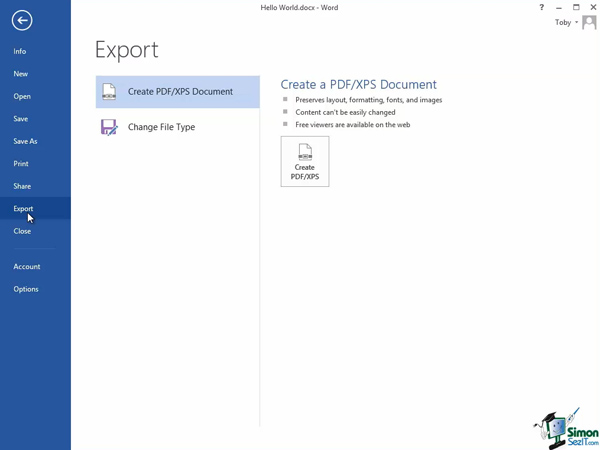 Hello World.docx - Word
?
Toby
Info
New
Open
Save
Save As
Print
Share
Export
Close
Account
Options
Export
Create PDF/XPS Document
Change File Type
Create a PDF/XPS Document
Preserves layout, formatting, fonts, and images
Content can't be easily changed
Free viewers are available on the web
Create
PDF/XPS
Simon
SezIT.com